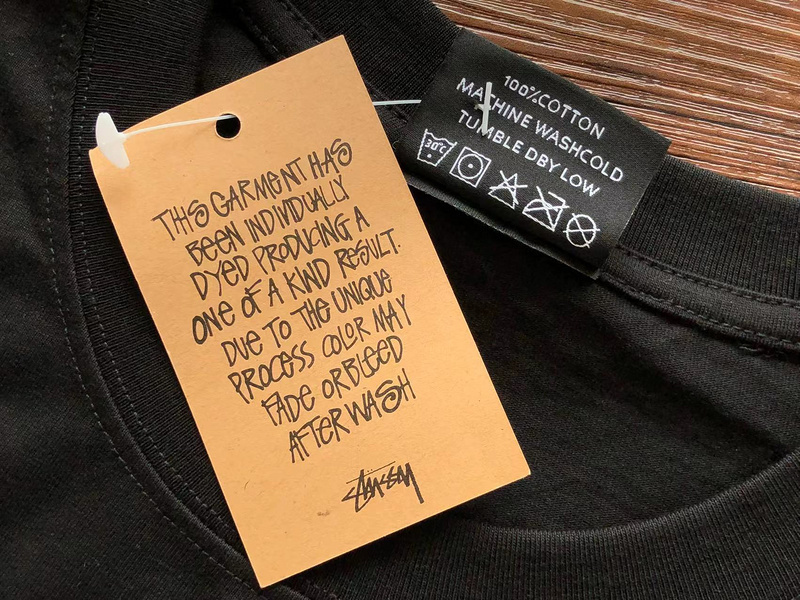 THIS GARMENT HAS
BEEN INDIVIDUALLY
DYED PRODUCING A
ONE OF A KIND RESULT.
DUE TO THE UNIQUE
PROCESS COLOR MAY
FADE OR BLEED
AFTER WASH
Stüssy
100%COTTON
MACHINE WASHCOLD
TUMBLE DBY LOW
30°C